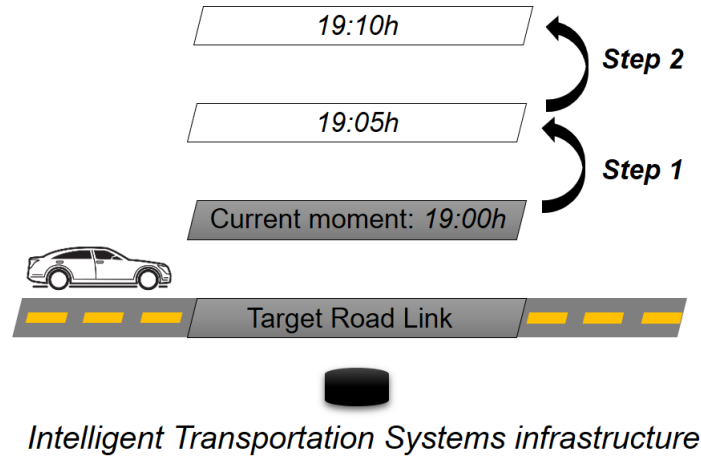 19:10h
Step 2
19:05h
Step 1
Current moment: 19:00h
Target Road Link
Intelligent Transportation Systems infrastructure